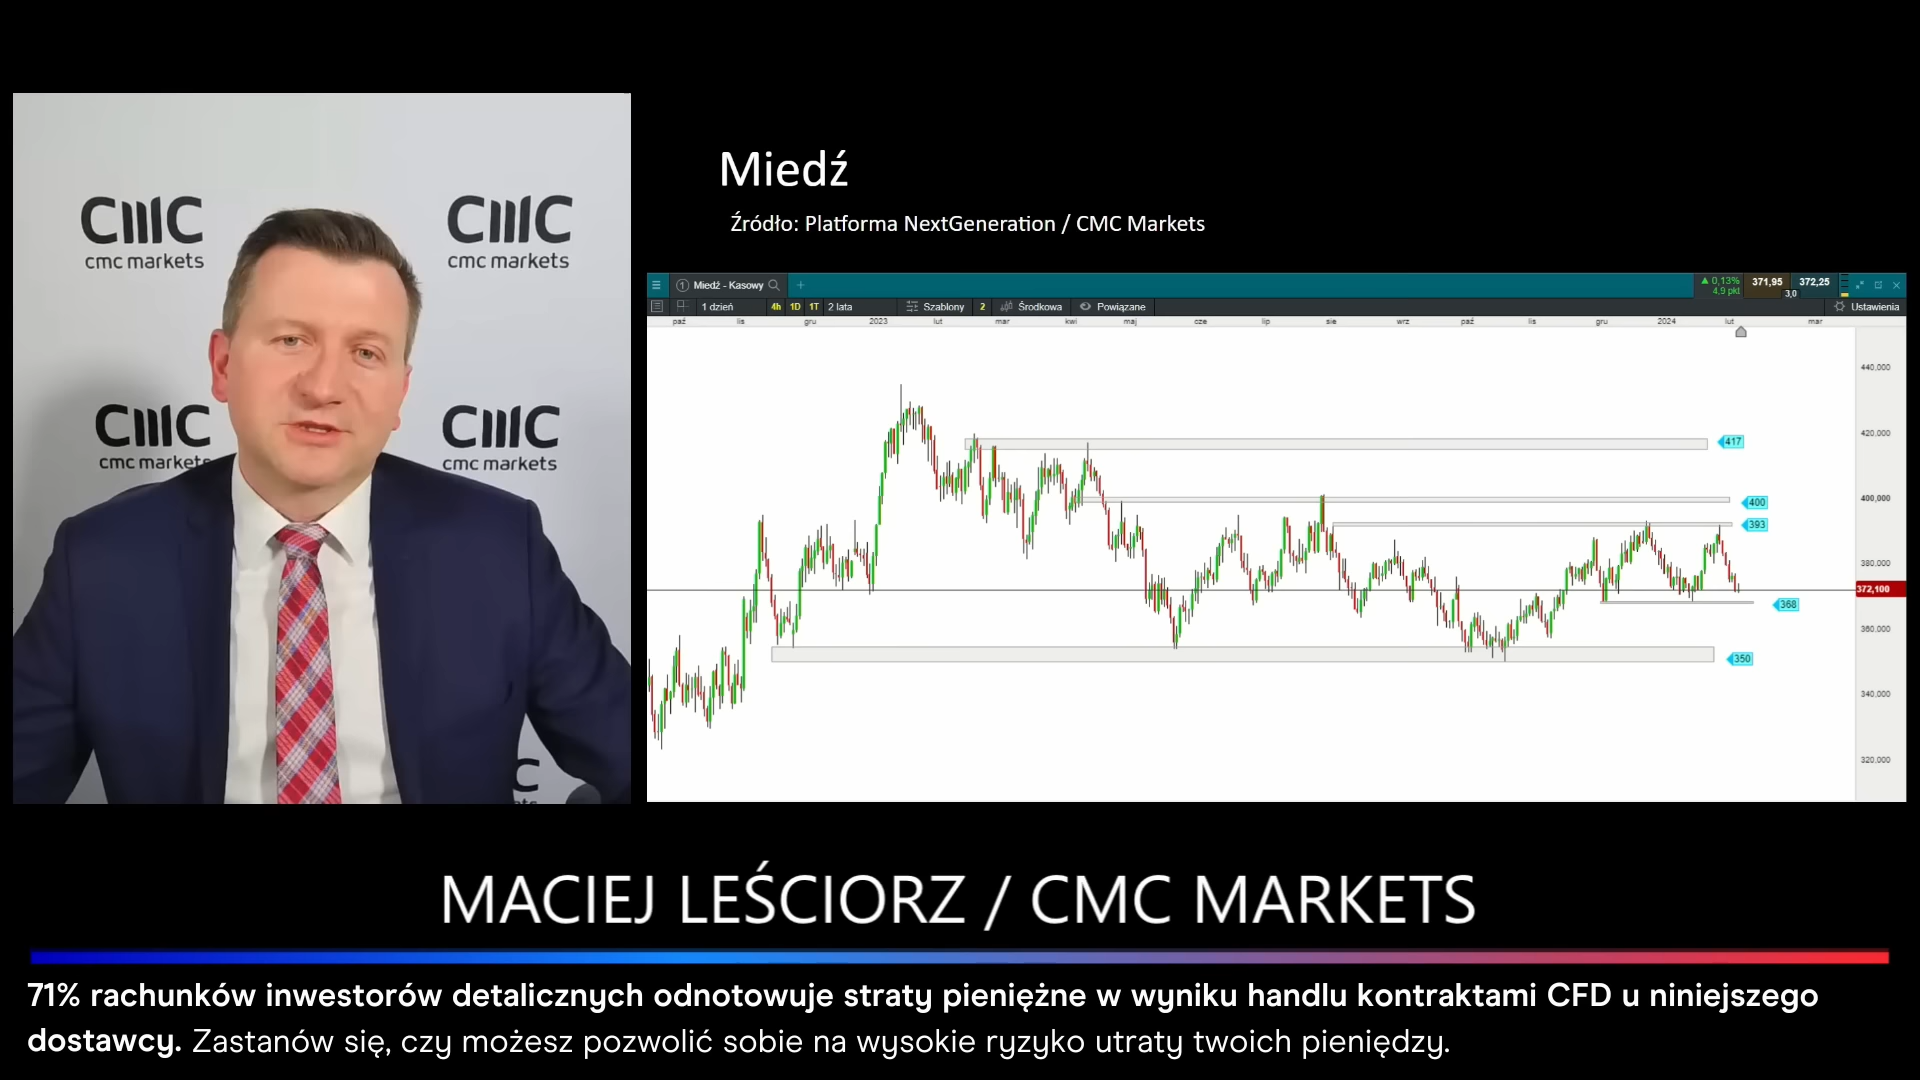 CMC
cmc markets
CMC
cmc markets
CMC
cmc markets
CMC
cmc markets
Miedź
Źródło: Platforma NextGeneration / CMC Markets
1 Miedź - Kasowy
0,13%
4,9 pkt
371,95
3,0
372,25
1 dzień
4h 1D 1T 2 lata
Szablony
2
Środkowa
Powiązane
Ustawienia
paź lis gru 2023 lut mar kwi maj cze lip sie wrz paź lis gru 2024 lut mar
440,000
420,000
417
400,000
400
393
380,000
372,100
368
360,000
350
340,000
320,000
MACIEJ LEŚCIORZ / CMC MARKETS
71% rachunków inwestorów detalicznych odnotowuje straty pieniężne w wyniku handlu kontraktami CFD u niniejszego
dostawcy. Zastanów się, czy możesz pozwolić sobie na wysokie ryzyko utraty twoich pieniędzy.